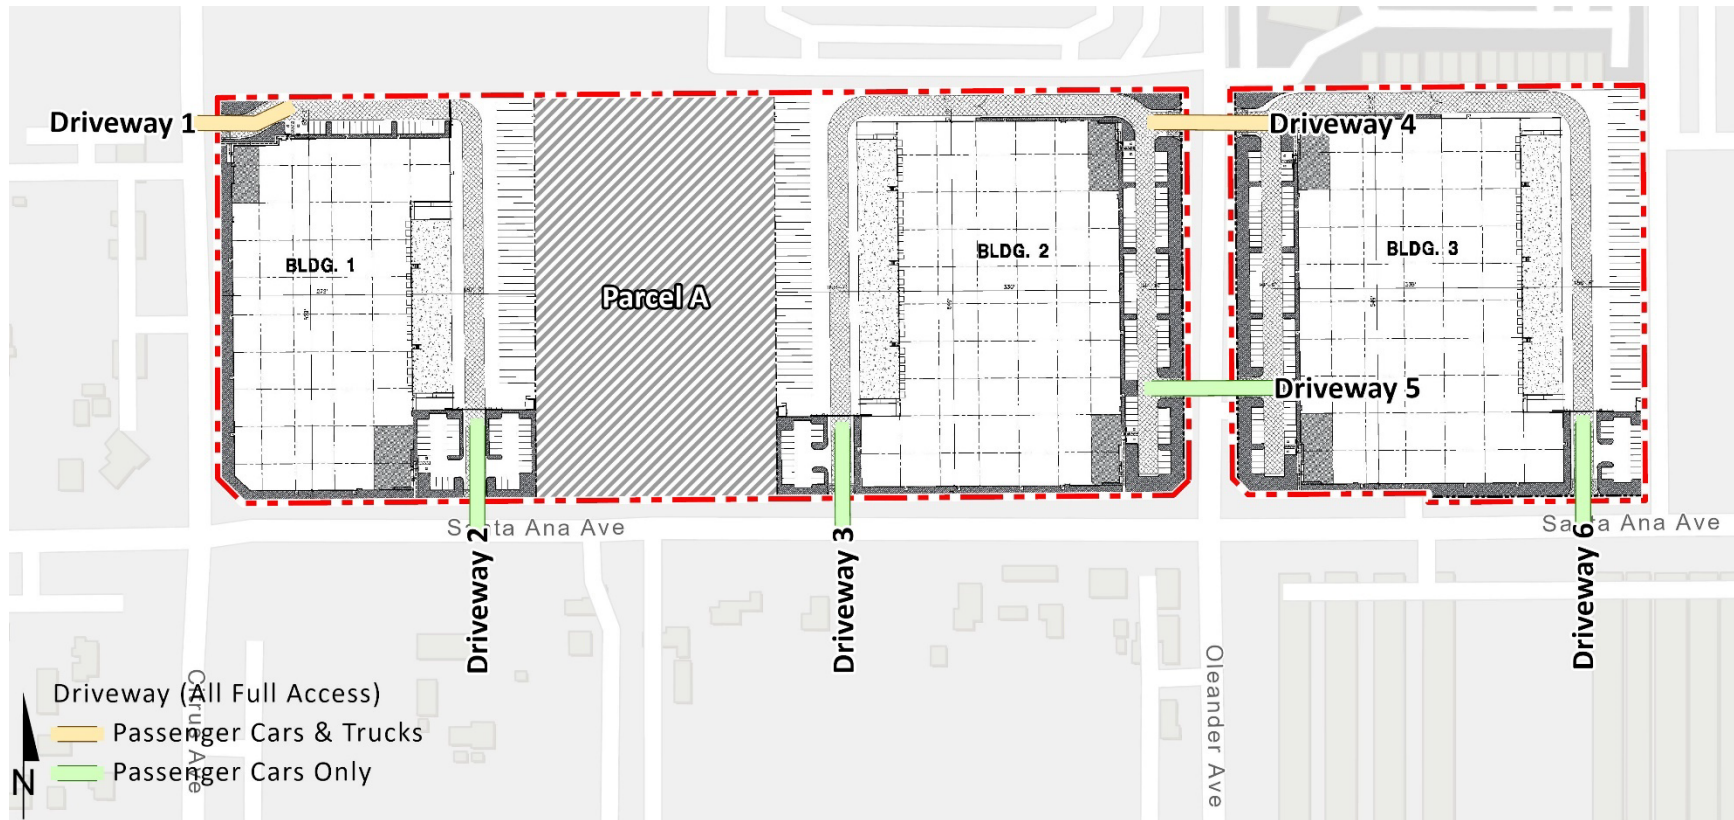 Driveway 1
Driveway 4
BLDG. 1
BLDG. 2
BLDG. 3
Parcel A
Driveway 5
Santa Ana Ave
Santa Ana Ave
Driveway 2
Driveway 3
Driveway 6
Citrus Ave
Oleander Ave
Driveway (All Full Access)
Passenger Cars & Trucks
Passenger Cars Only
N